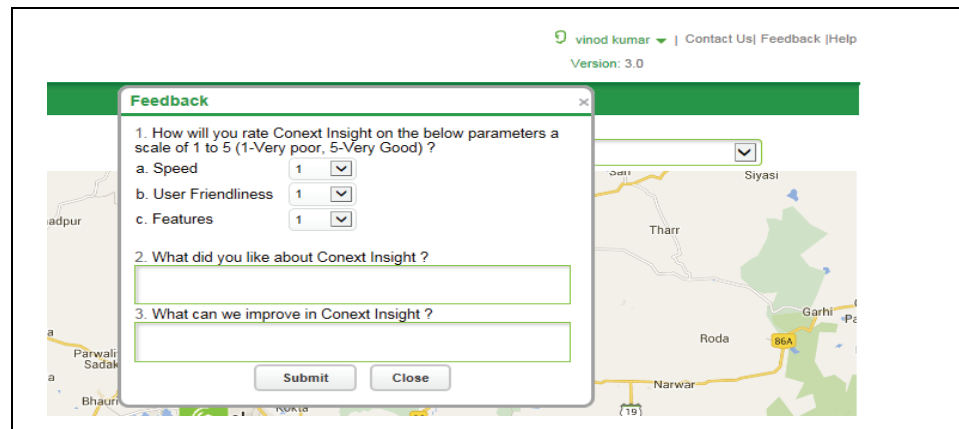 vinod kumar | Contact Us| Feedback |Help
Version: 3.0
Feedback
×
1. How will you rate Conext Insight on the below parameters a
scale of 1 to 5 (1-Very poor, 5-Very Good) ?
a. Speed 1
b. User Friendliness 1
c. Features 1
2. What did you like about Conext Insight ?
3. What can we improve in Conext Insight ?
Submit Close
Siyasi
adpur
Tharr
Garhi
Roda
86A
Parwali
Sadak
Narwar
Bhauri
19